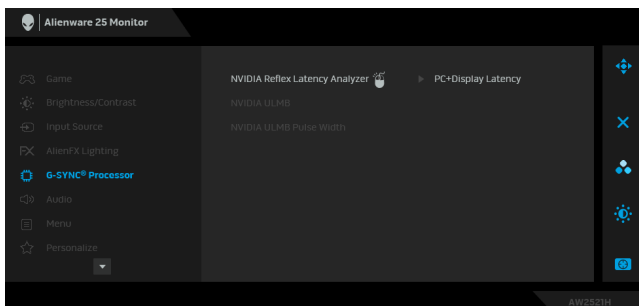 Alienware 25 Monitor
Game
NVIDIA Reflex Latency Analyzer
PC+Display Latency
Brightness/Contrast
NVIDIA ULMB
Input Source
NVIDIA ULMB Pulse Width
FX AlienFX Lighting
G-SYNC® Processor
Audio
Menu
Personalize
AW2521H